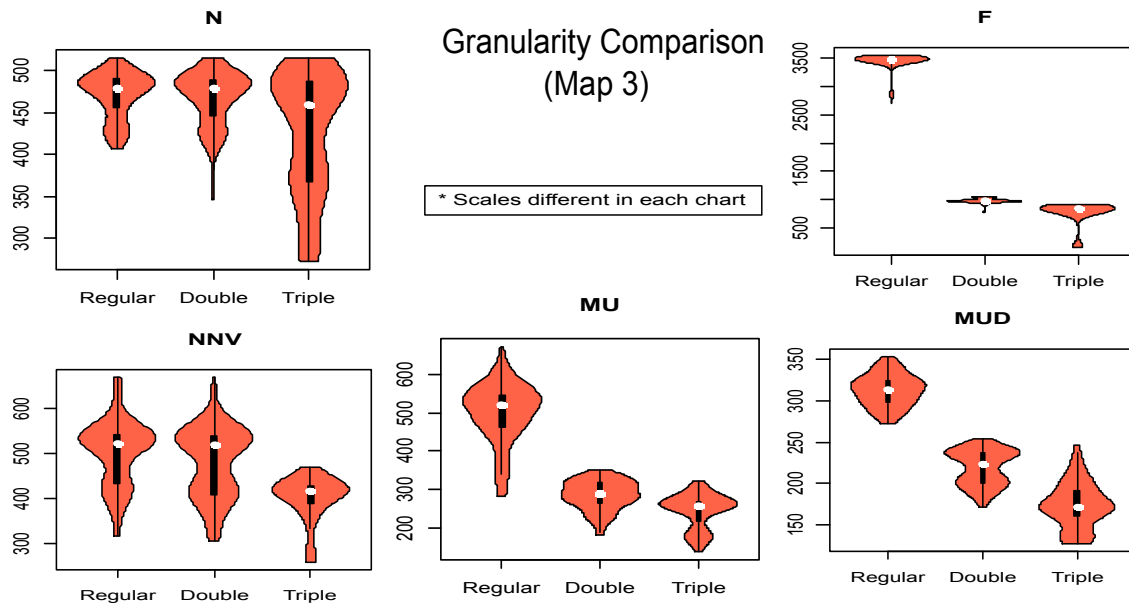 Granularity Comparison
(Map 3)
* Scales different in each chart
N
500
450
400
350
300
Regular Double Triple
F
3500
2500
1500
500
Regular Double Triple
NNV
600
500
400
300
Regular Double Triple
MU
600
500
400
300
200
Regular Double Triple
MUD
350
300
250
200
150
Regular Double Triple